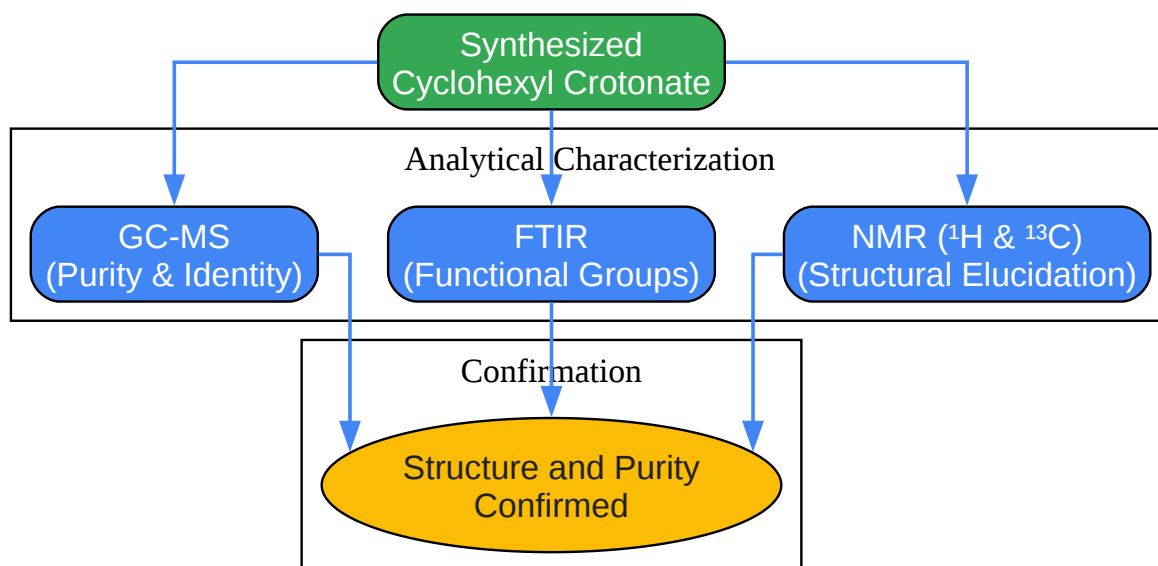 Synthesized
Cyclohexyl Crotonate
Analytical Characterization
GC-MS
(Purity & Identity)
FTIR
(Functional Groups)
NMR (¹H & ¹³C)
(Structural Elucidation)
Confirmation
Structure and Purity
Confirmed